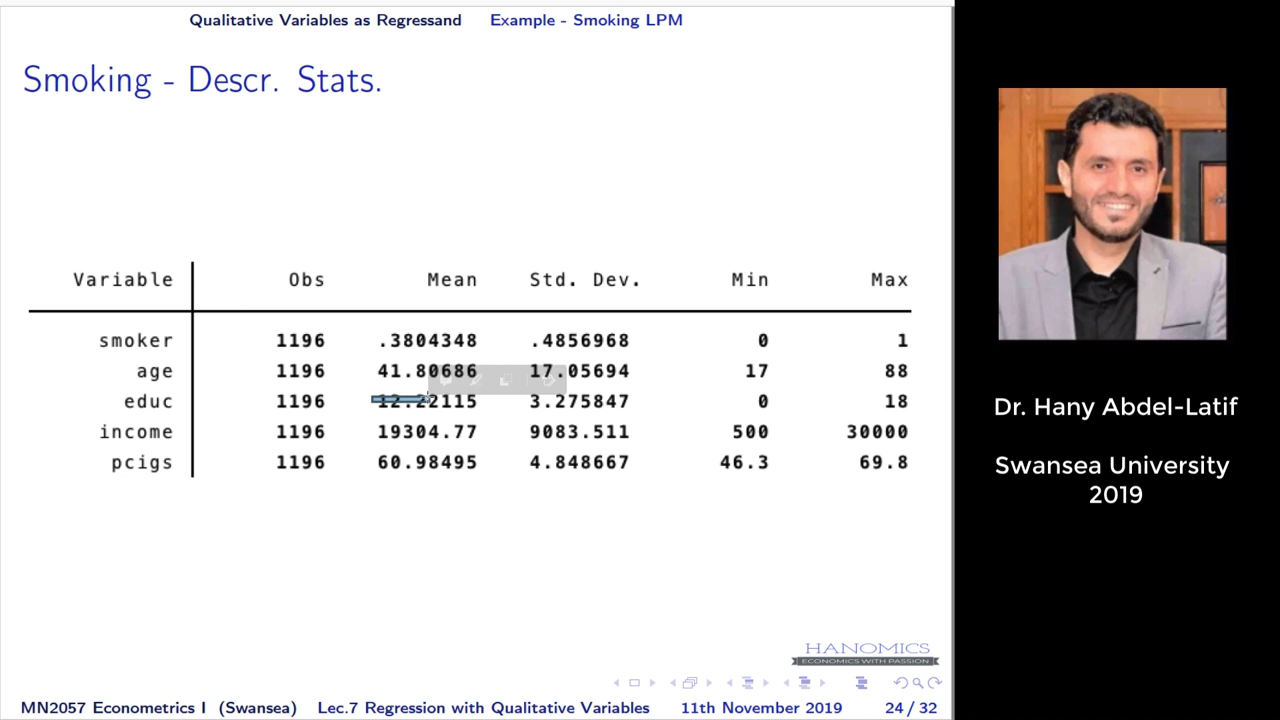 Qualitative Variables as Regressand Example - Smoking LPM
Smoking - Descr. Stats.
Variable Obs Mean Std. Dev. Min Max
smoker 1196 .3804348 .4856968 0 1
age 1196 41.80686 17.05694 17 88
educ 1196 12.22115 3.275847 0 18
income 1196 19304.77 9083.511 500 30000
pcigs 1196 60.98495 4.848667 46.3 69.8
HANOMICS
ECONOMICS WITH PASSION
MN2057 Econometrics I (Swansea) Lec.7 Regression with Qualitative Variables 11th November 2019 24 / 32
Dr. Hany Abdel-Latif
Swansea University
2019